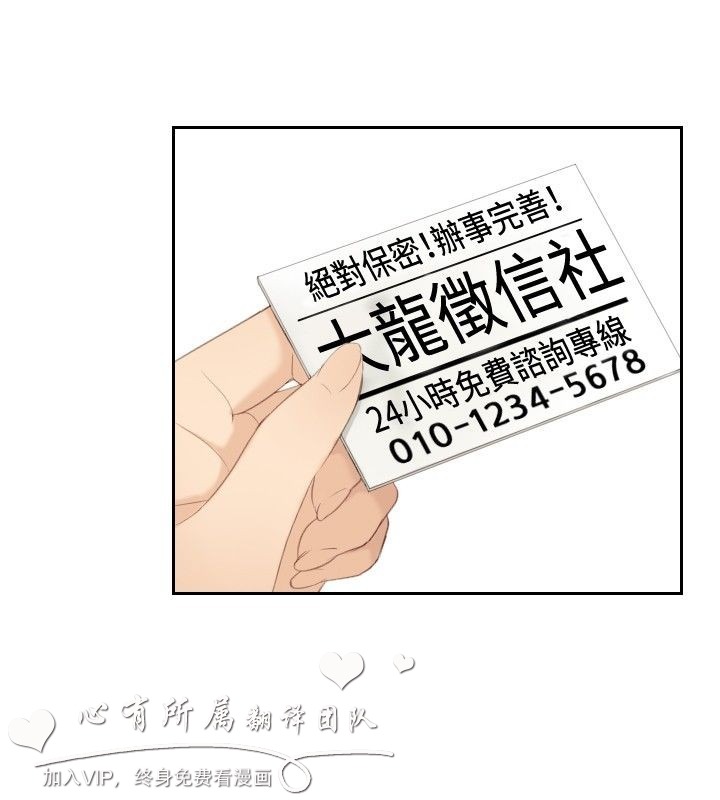 絕對保密!辦事完善!
大龍徵信社
24小時免費諮詢專線
010-1234-5678
心有所属翻译团队
加入VIP，终身免费看漫画